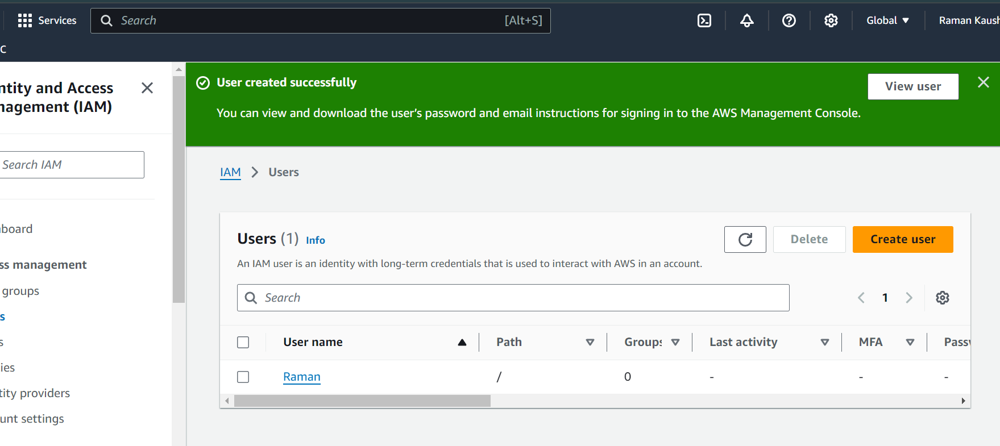 Services
Search [Alt+S]
Global
Raman Kaush
C
ntity and Access
nagement (IAM)
Search IAM
board
ss management
groups
s
s
ies
tity providers
unt settings
User created successfully
View user
You can view and download the user's password and email instructions for signing in to the AWS Management Console.
IAM > Users
Users (1) Info
Delete
Create user
An IAM user is an identity with long-term credentials that is used to interact with AWS in an account.
Search
1
User name Path Groups Last activity MFA Passw
Raman / 0 - - -